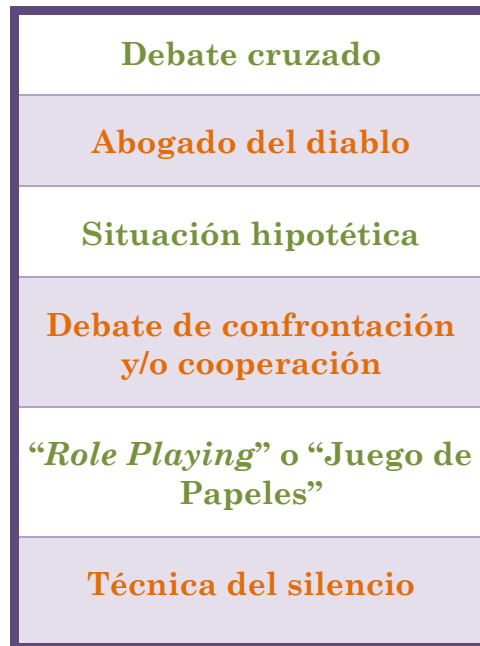 Debate cruzado
Abogado del diablo
Situación hipotética
Debate de confrontación
y/o cooperación
“Role Playing” o “Juego de
Papeles”
Técnica del silencio